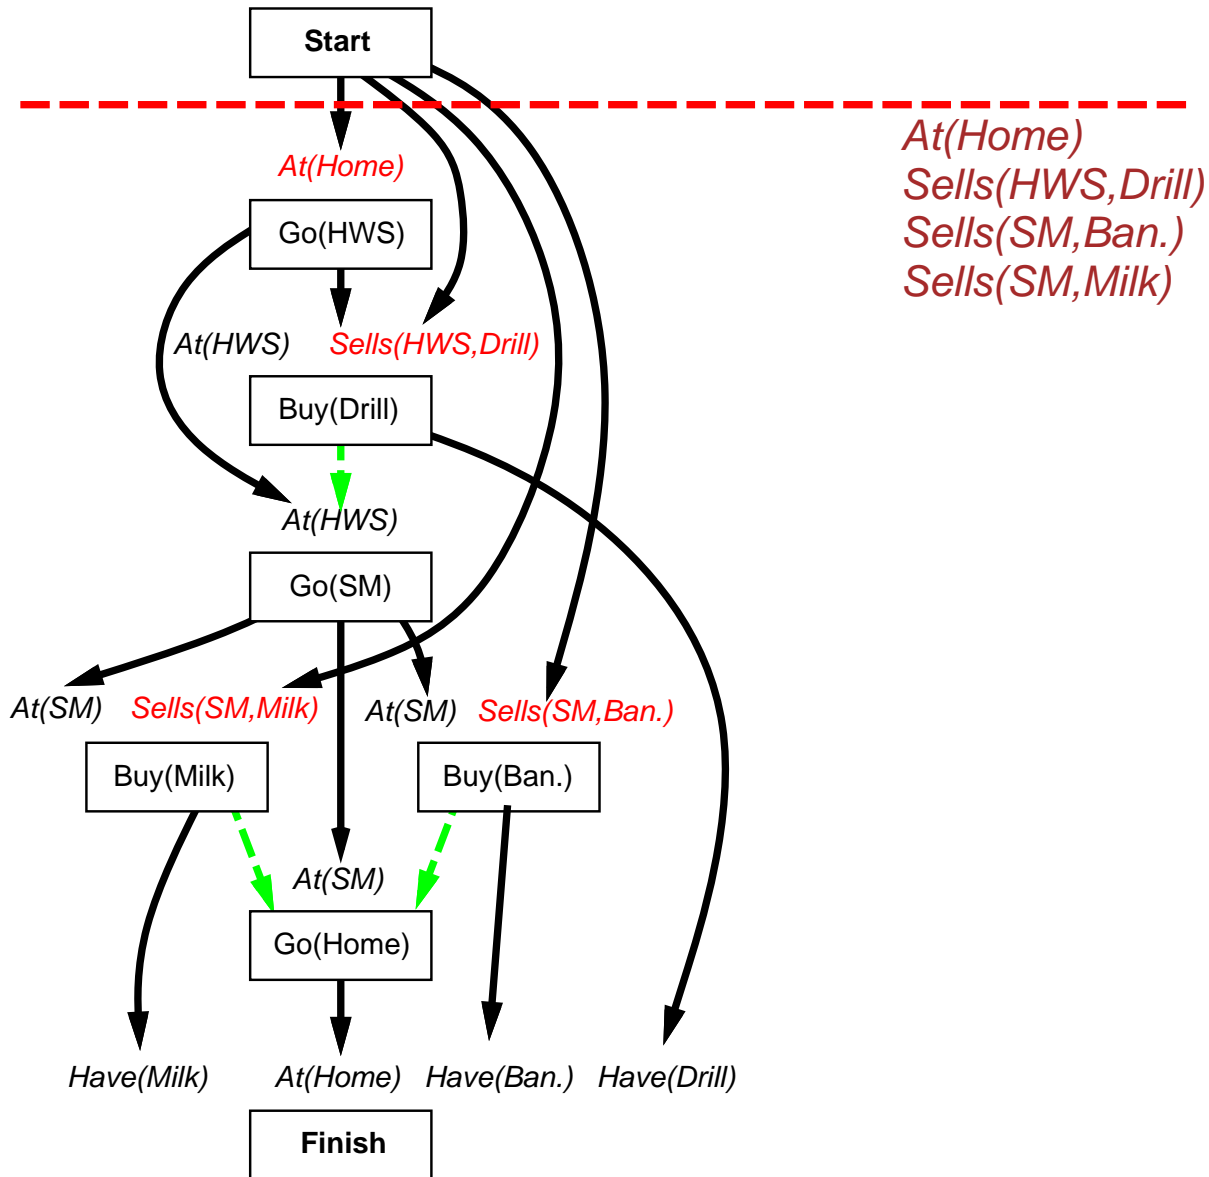 Start
At(Home)
Sells(HWS,Drill)
Sells(SM,Ban.)
Sells(SM,Milk)
At(Home)
Go(HWS)
At(HWS) Sells(HWS,Drill)
Buy(Drill)
At(HWS)
Go(SM)
At(SM) Sells(SM,Milk) At(SM) Sells(SM,Ban.)
Buy(Milk) Buy(Ban.)
At(SM)
Go(Home)
Have(Milk) At(Home) Have(Ban.) Have(Drill)
Finish